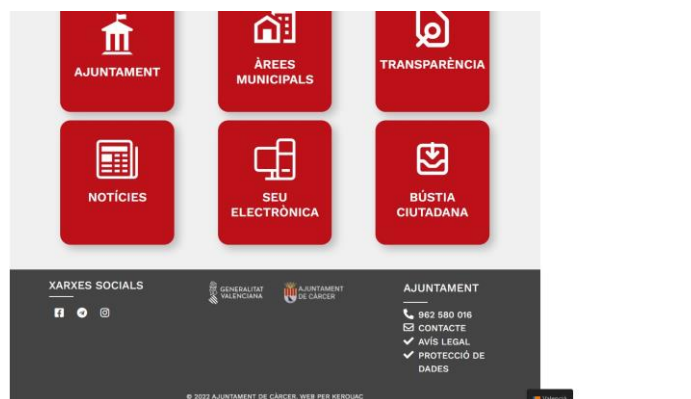 AJUNTAMENT
ÀREES
MUNICIPALS
TRANSPARÈNCIA
NOTÍCIES
SEU
ELECTRÒNICA
BÚSTIA
CIUTADANA
XARXES SOCIALS
GENERALITAT
VALENCIANA
AJUNTAMENT
DE CÀRCER
AJUNTAMENT
962 580 016
CONTACTE
AVÍS LEGAL
PROTECCIÓ DE
DADES
© 2022 AJUNTAMENT DE CÀRCER. WEB PER KEROUAC